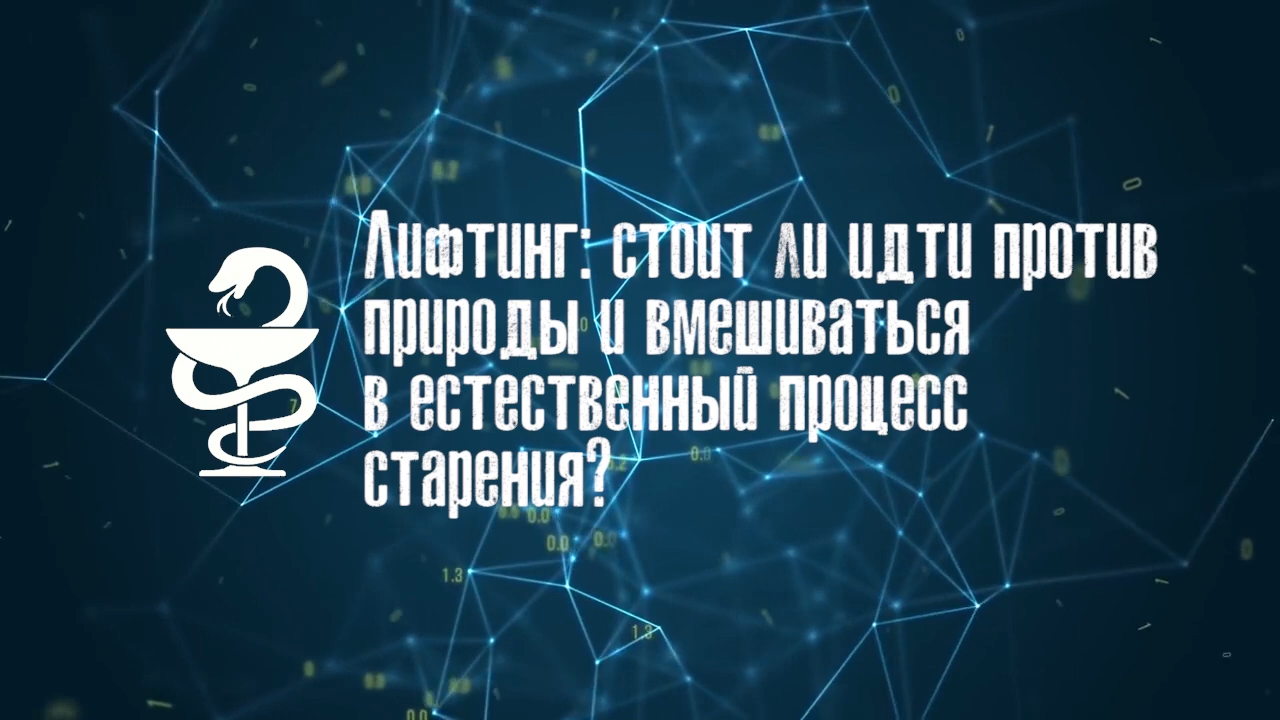 Лифтинг: стоит ли идти против
природы и вмешиваться
в естественный процесс
старения?